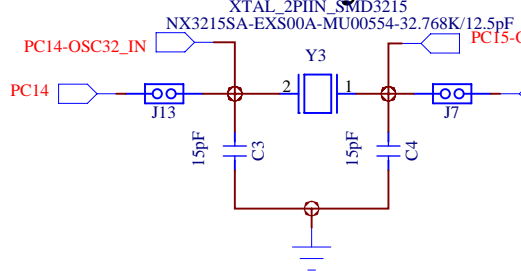 XTAL_2PIIN_SMD3215
NX3215SA-EXS00A-MU00554-32.768K/12.5pF
PC14-OSC32_IN
PC15-O
Y3
PC14
2
1
J13
J7
15pF
C3
15pF
C4